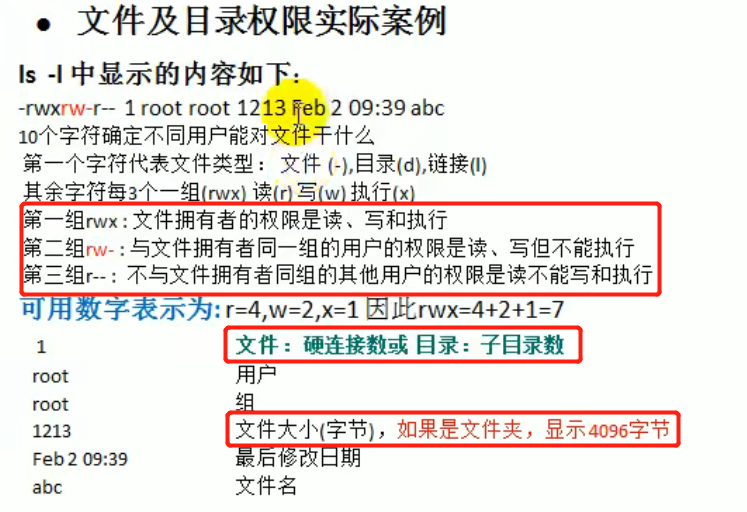 ● 文件及目录权限实际案例
ls -l 中显示的内容如下：
-rwxrw-r-- 1 root root 1213 Feb 2 09:39 abc
10个字符确定不同用户能对文件干什么
第一个字符代表文件类型： 文件 (-),目录(d),链接(l)
其余字符每3个一组(rwx) 读(r) 写(w) 执行(x)
第一组rwx : 文件拥有者的权限是读、写和执行
第二组rw- : 与文件拥有者同一组的用户的权限是读、写但不能执行
第三组r-- : 不与文件拥有者同组的其他用户的权限是读不能写和执行
可用数字表示为: r=4,w=2,x=1 因此rwx=4+2+1=7
1 文件：硬连接数或 目录：子目录数
root 用户
root 组
1213 文件大小(字节)，如果是文件夹，显示4096字节
Feb 2 09:39 最后修改日期
abc 文件名